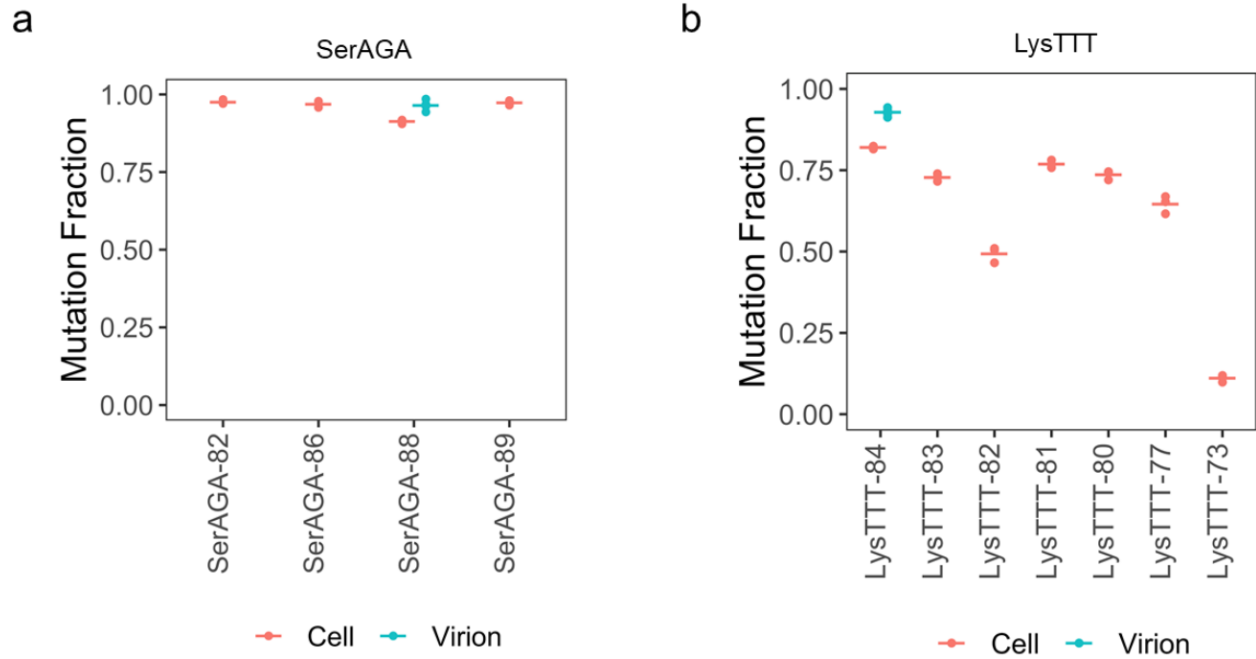 a
SerAGA
Mutation Fraction
1.00
0.75
0.50
0.25
0.00
SerAGA-82
SerAGA-86
SerAGA-88
SerAGA-89
Cell Virion
b
LysTTT
Mutation Fraction
1.00
0.75
0.50
0.25
0.00
LysTTT-84
LysTTT-83
LysTTT-82
LysTTT-81
LysTTT-80
LysTTT-77
LysTTT-73
Cell Virion